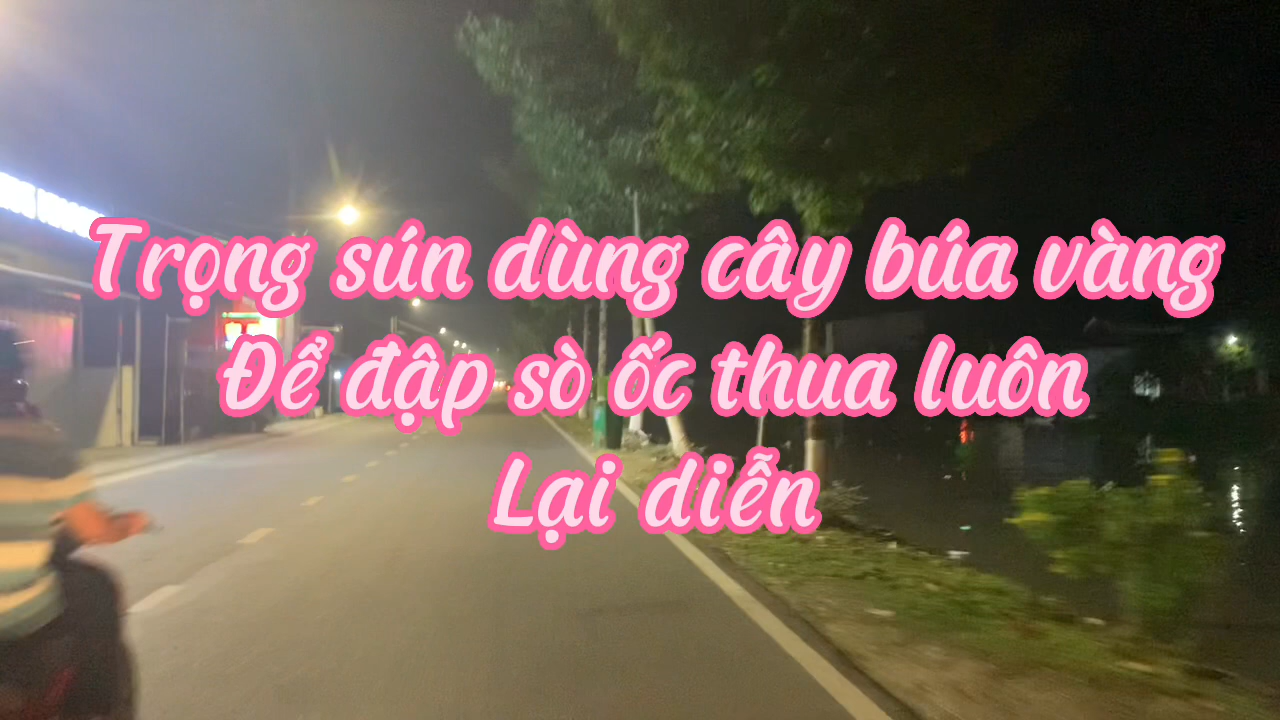 Trọng sún dùng cây búa vàng
Để đập sò ốc thua luôn
Lại diễn